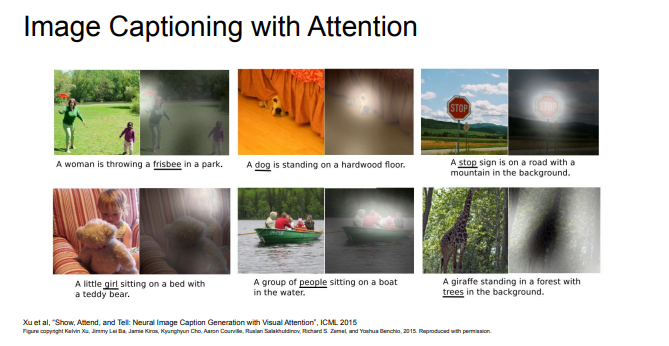 Image Captioning with Attention
A woman is throwing a frisbee in a park.
A dog is standing on a hardwood floor.
A stop sign is on a road with a
mountain in the background.
STOP
STOP
A little girl sitting on a bed with
a teddy bear.
A group of people sitting on a boat
in the water.
A giraffe standing in a forest with
trees in the background.
Xu et al, “Show, Attend, and Tell: Neural Image Caption Generation with Visual Attention”, ICML 2015
Figure copyright Kelvin Xu, Jimmy Lei Ba, Jamie Kiros, Kyunghyun Cho, Aaron Courville, Ruslan Salakhutdinov, Richard S. Zemel, and Yoshua Benchio, 2015. Reproduced with permission.